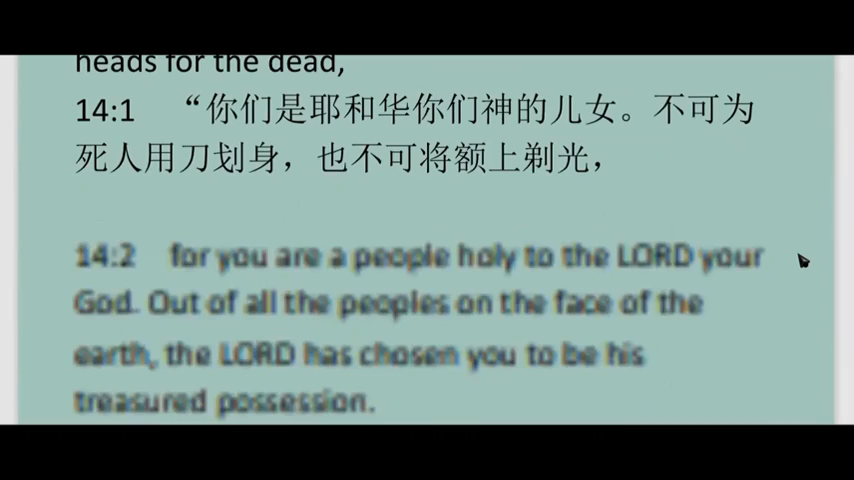 heads for the dead,
14:1 “你们是耶和华你们神的儿女。不可为
死人用刀划身，也不可将额上剃光，
14:2 for you are a people holy to the LORD your
God. Out of all the peoples on the face of the
earth, the LORD has chosen you to be his
treasured possession.